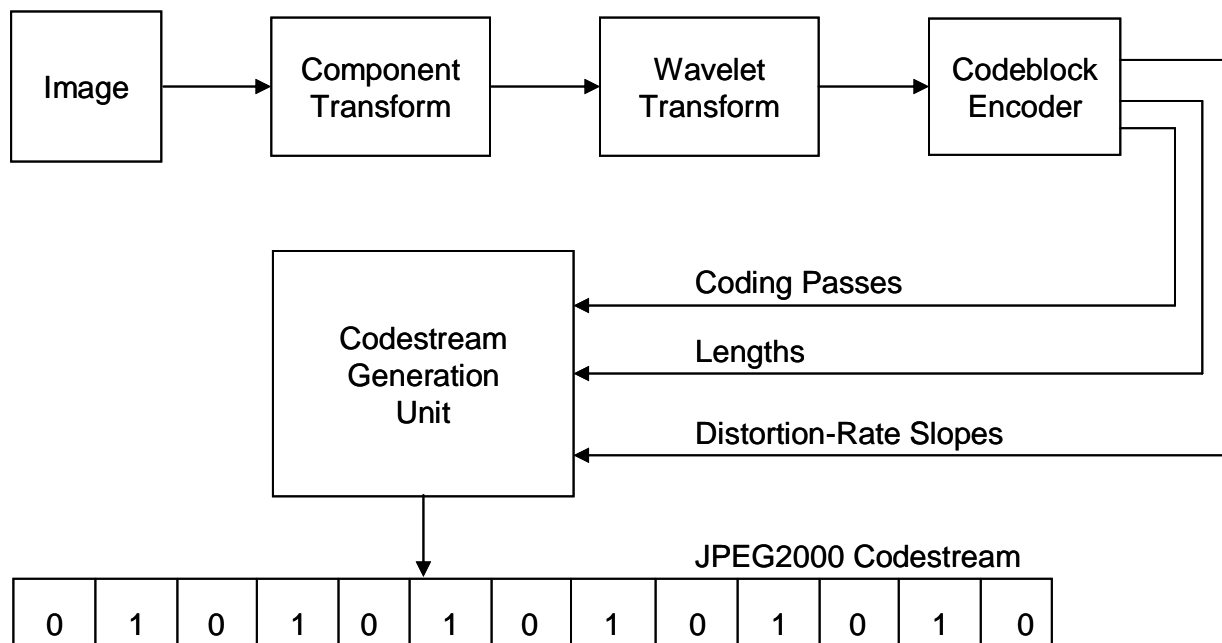 Image
Component
Transform
Wavelet
Transform
Codeblock
Encoder
Codestream
Generation
Unit
Coding Passes
Lengths
Distortion-Rate Slopes
JPEG2000 Codestream
0 1 0 1 0 1 0 1 0 1 0 1 0